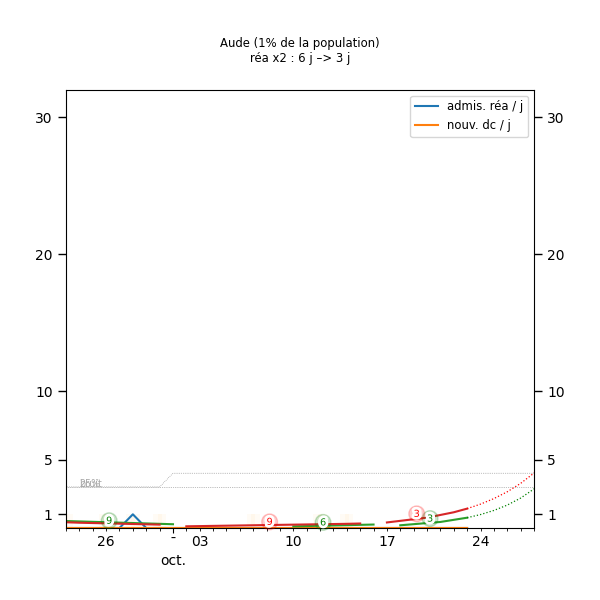 Aude (1% de la population)
réa x2 : 6 j –> 3 j
admis. réa / j
nouv. dc / j
30 30
20 20
10 10
5 5
1 1
9 9 6 3 3
26 - 03 10 17 24
oct.